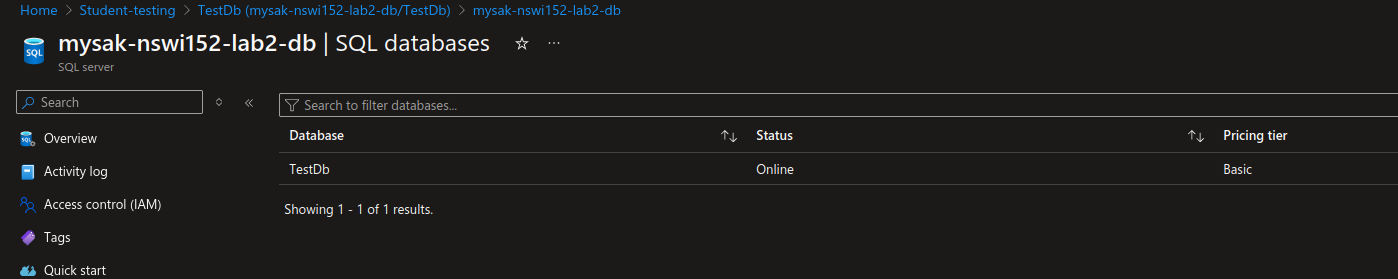 Home > Student-testing > TestDb (mysak-nswi152-lab2-db/TestDb) > mysak-nswi152-lab2-db
mysak-nswi152-lab2-db | SQL databases
SQL
SQL server
Search
Search to filter databases...
Overview
Activity log
Access control (IAM)
Tags
Quick start
Database Status Pricing tier
TestDb Online Basic
Showing 1 - 1 of 1 results.